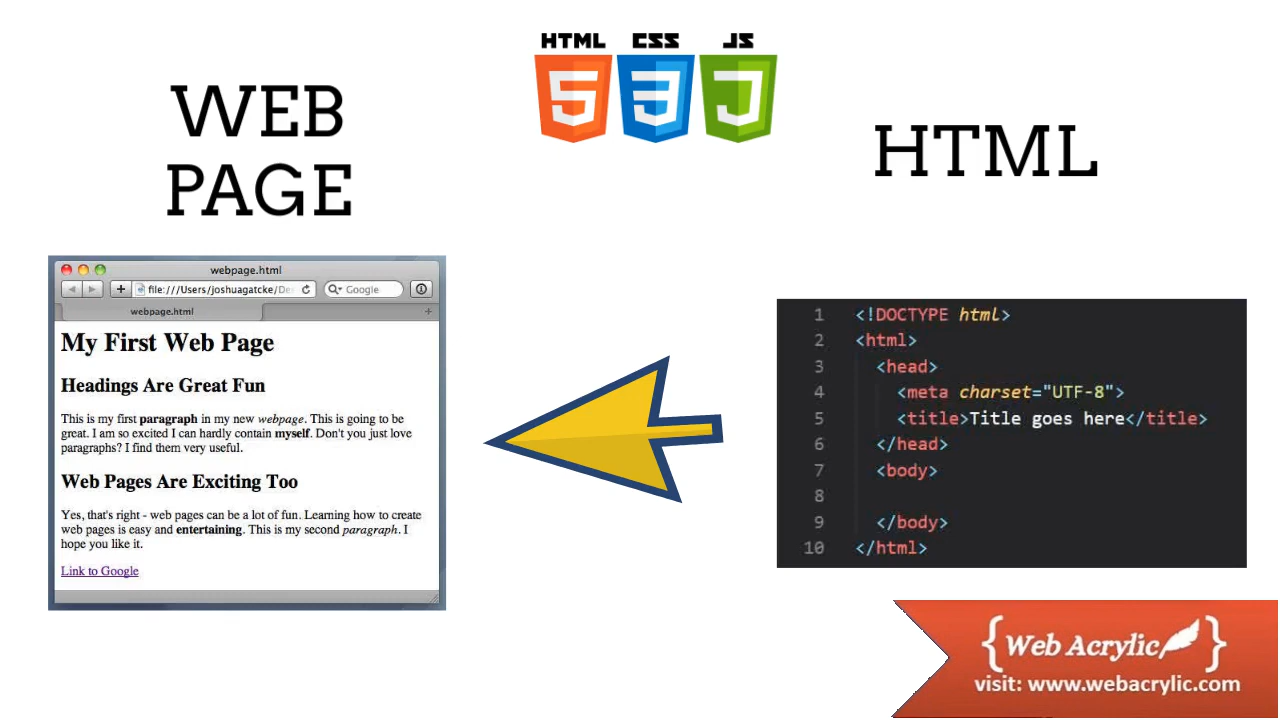 HTML CSS JS
WEB
PAGE
HTML
webpage.html
file:///Users/joshuagatcke/De
Google
webpage.html
My First Web Page
Headings Are Great Fun
This is my first paragraph in my new webpage. This is going to be
great. I am so excited I can hardly contain myself. Don't you just love
paragraphs? I find them very useful.
Web Pages Are Exciting Too
Yes, that's right - web pages can be a lot of fun. Learning how to create
web pages is easy and entertaining. This is my second paragraph. I
hope you like it.
Link to Google
1 <!DOCTYPE html>
2 <html>
3 <head>
4 <meta charset="UTF-8">
5 <title>Title goes here</title>
6 </head>
7 <body>
8
9 </body>
10 </html>
{Web Acrylic}
visit: www.webacrylic.com